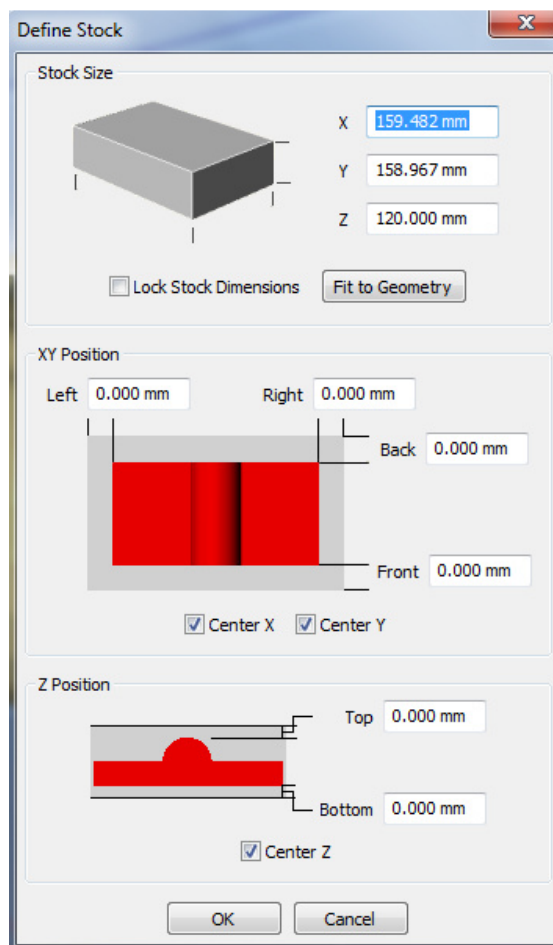 Define Stock
Stock Size
X 159.482 mm
Y 158.967 mm
Z 120.000 mm
Lock Stock Dimensions Fit to Geometry
XY Position
Left 0.000 mm Right 0.000 mm
Back 0.000 mm
Front 0.000 mm
Center X Center Y
Z Position
Top 0.000 mm
Bottom 0.000 mm
Center Z
OK Cancel